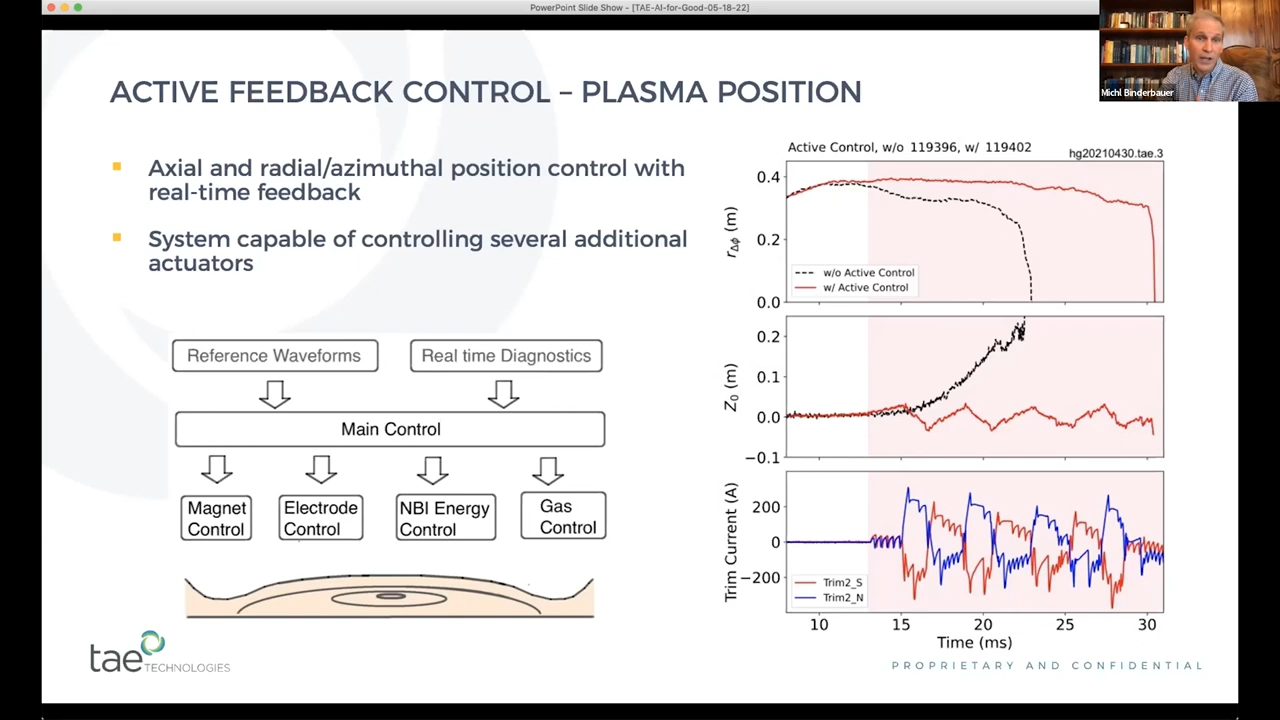 PowerPoint Slide Show - [TAE-AI-for-Good-05-18-22]
Michl Binderbauer
ACTIVE FEEDBACK CONTROL – PLASMA POSITION
Axial and radial/azimuthal position control with
real-time feedback
System capable of controlling several additional
actuators
Reference Waveforms
Real time Diagnostics
Main Control
Magnet
Control
Electrode
Control
NBI Energy
Control
Gas
Control
tae TECHNOLOGIES
Active Control, w/o 119396, w/ 119402
hg20210430.tae.3
0.4
0.2
0.0
r_Δϕ (m)
w/o Active Control
w/ Active Control
0.2
0.1
0.0
−0.1
Z₀ (m)
200
0
−200
Trim Current (A)
Trim2_S
Trim2_N
10 15 20 25 30
Time (ms)
PROPRIETARY AND CONFIDENTIAL